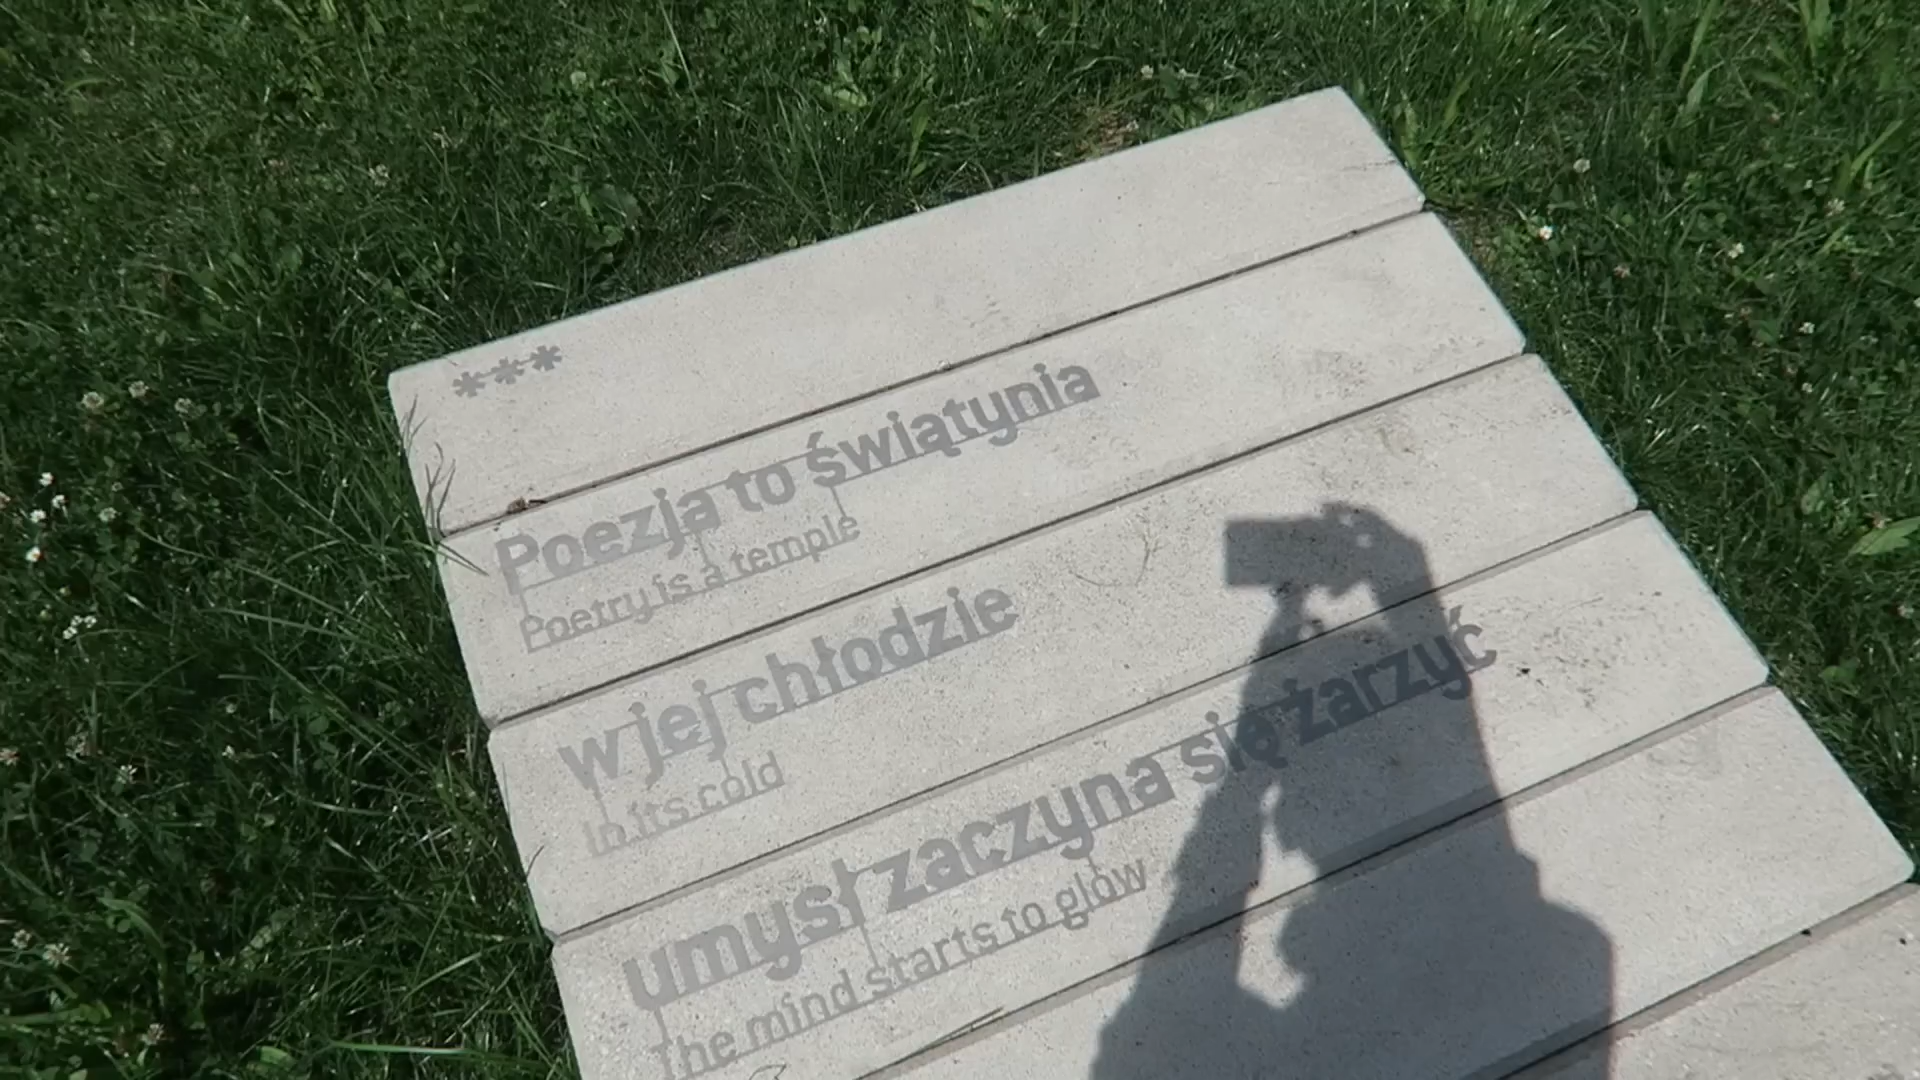 ***
Poezja to świątynia
Poetry is a temple
w jej chłodzie
In its cold
umysł zaczyna się żarzyć
The mind starts to glow